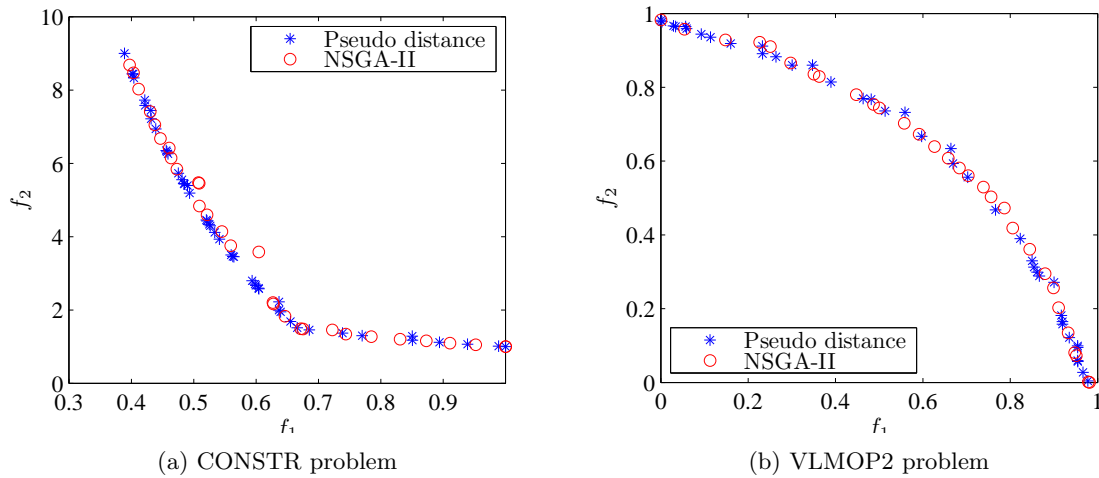 10
8
6
4
2
0
f2
0.3 0.4 0.5 0.6 0.7 0.8 0.9
f1
Pseudo distance
NSGA-II
(a) CONSTR problem
1
0.8
0.6
0.4
0.2
0
f2
0 0.2 0.4 0.6 0.8 1
f1
Pseudo distance
NSGA-II
(b) VLMOP2 problem